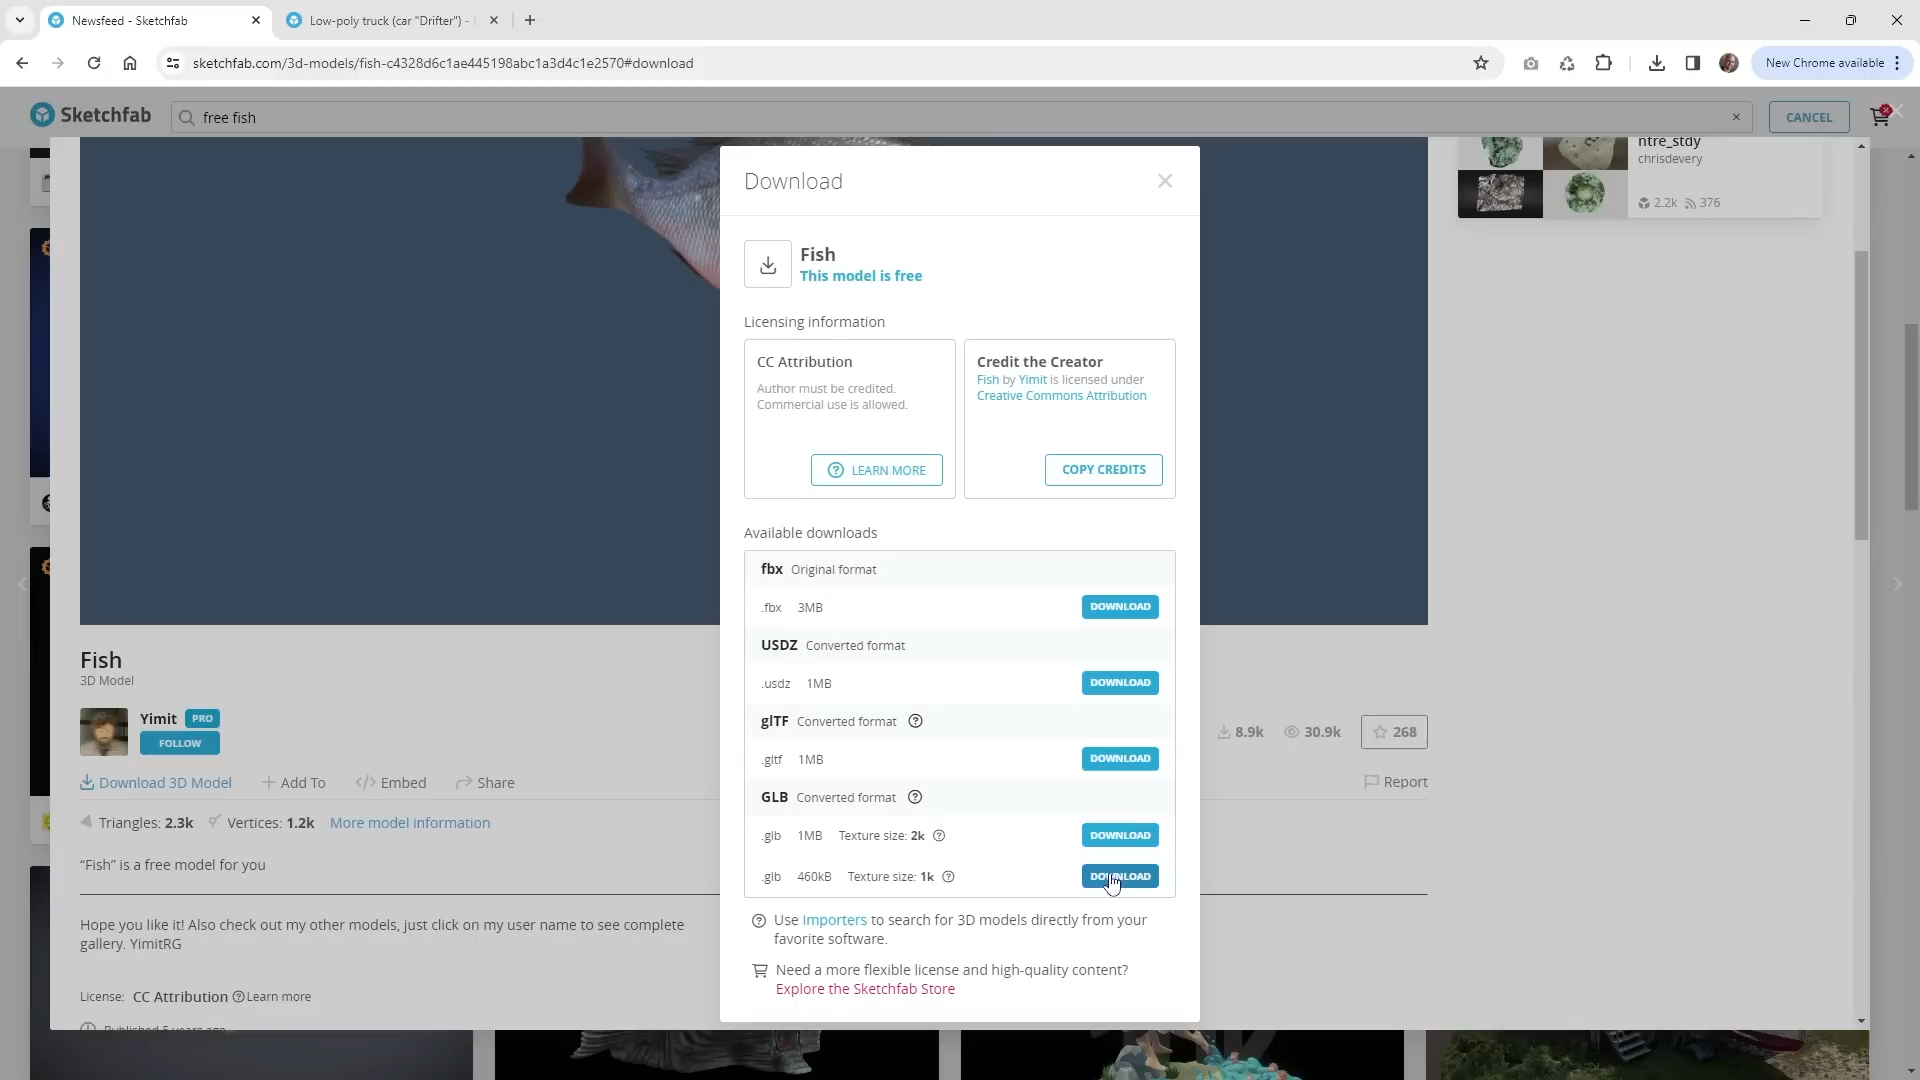 Newsfeed - Sketchfab
Low-poly truck (car "Drifter") -
sketchfab.com/3d-models/fish-c4328d6c1ae445198abc1a3d4c1e2570#download
New Chrome available
Sketchfab
free fish
CANCEL
ntre_stdy
chrisdevery
2.2k 376
Download
Fish
This model is free
Licensing information
CC Attribution
Author must be credited.
Commercial use is allowed.
LEARN MORE
Credit the Creator
Fish by Yimit is licensed under
Creative Commons Attribution
COPY CREDITS
Available downloads
fbx Original format
.fbx 3MB DOWNLOAD
USDZ Converted format
.usdz 1MB DOWNLOAD
glTF Converted format
.gltf 1MB DOWNLOAD
GLB Converted format
.glb 1MB Texture size: 2k DOWNLOAD
.glb 460kB Texture size: 1k DOWNLOAD
Use Importers to search for 3D models directly from your
favorite software.
Need a more flexible license and high-quality content?
Explore the Sketchfab Store
Fish
3D Model
Yimit PRO
FOLLOW
8.9k 30.9k 268
Download 3D Model Add To Embed Share
Report
Triangles: 2.3k Vertices: 1.2k More model information
“Fish” is a free model for you
Hope you like it! Also check out my other models, just click on my user name to see complete
gallery. YimitRG
License: CC Attribution Learn more
Published 5 years ago